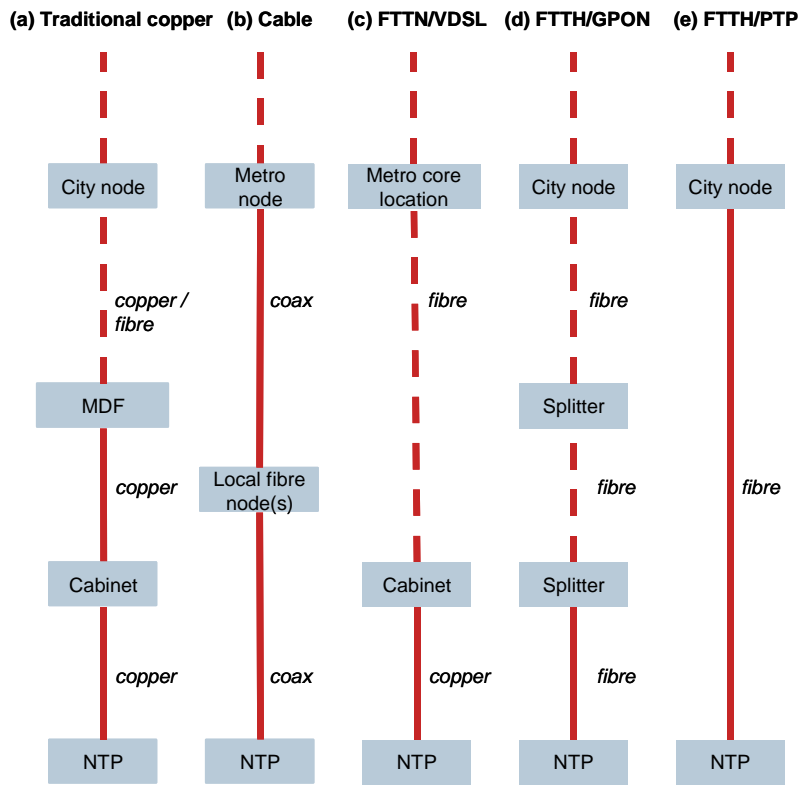 (a) Traditional copper (b) Cable (c) FTTN/VDSL (d) FTTH/GPON (e) FTTH/PTP
City node
Metro
node
Metro core
location
City node
City node
copper /
fibre
coax
fibre
fibre
MDF
Splitter
copper
Local fibre
node(s)
fibre
fibre
Cabinet
Cabinet
Splitter
copper
coax
copper
fibre
NTP
NTP
NTP
NTP
NTP